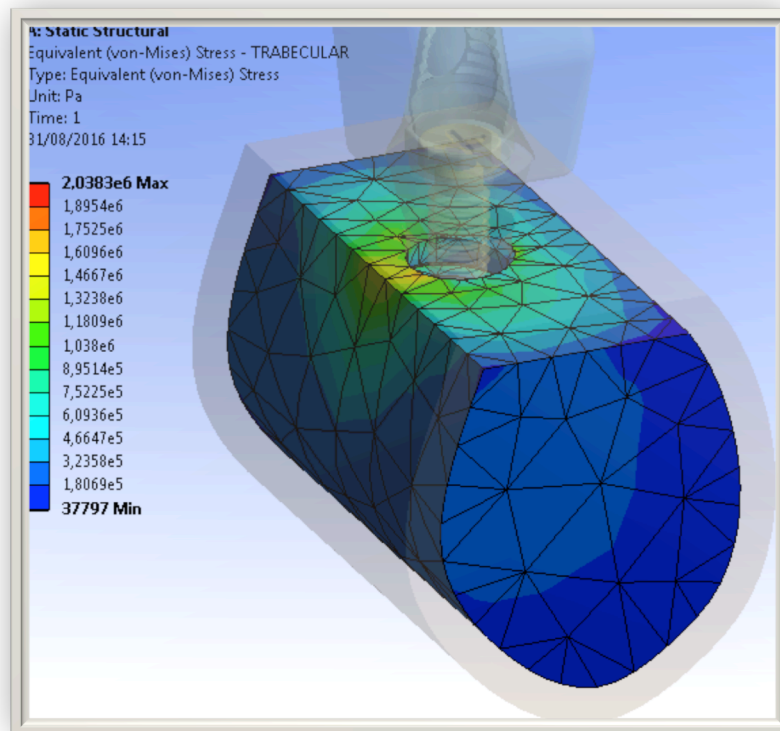 A: Static Structural
Equivalent (von-Mises) Stress - TRABECULAR
Type: Equivalent (von-Mises) Stress
Unit: Pa
Time: 1
31/08/2016 14:15
2,0383e6 Max
1,8954e6
1,7525e6
1,6096e6
1,4667e6
1,3238e6
1,1809e6
1,038e6
8,9514e5
7,5225e5
6,0936e5
4,6647e5
3,2358e5
1,8069e5
37797 Min